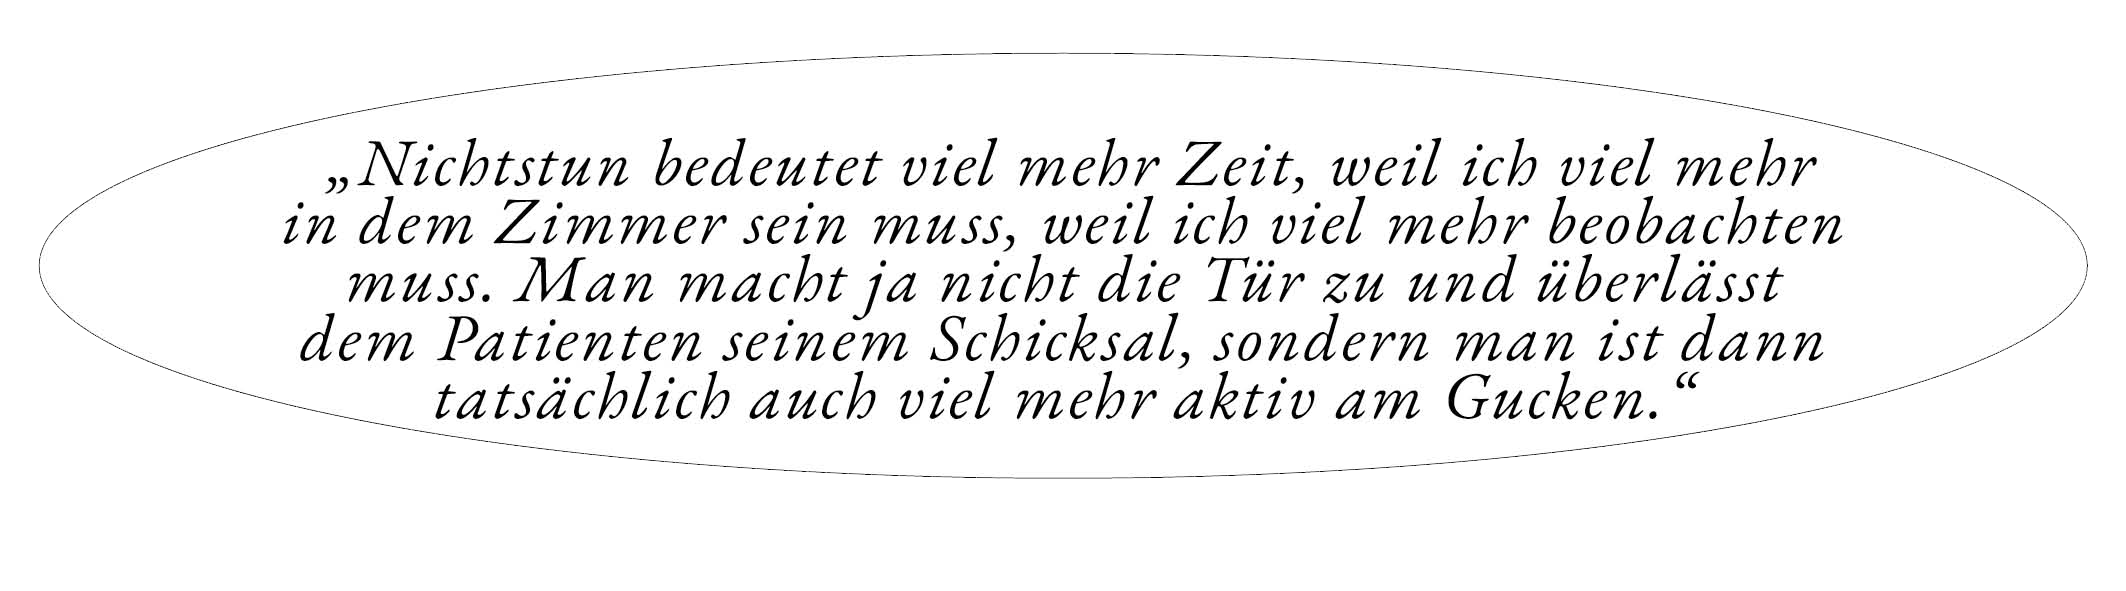 „Nichtstun bedeutet viel mehr Zeit, weil ich viel mehr
in dem Zimmer sein muss, weil ich viel mehr beobachten
muss. Man macht ja nicht die Tür zu und überlässt
dem Patienten seinem Schicksal, sondern man ist dann
tatsächlich auch viel mehr aktiv am Gucken.“